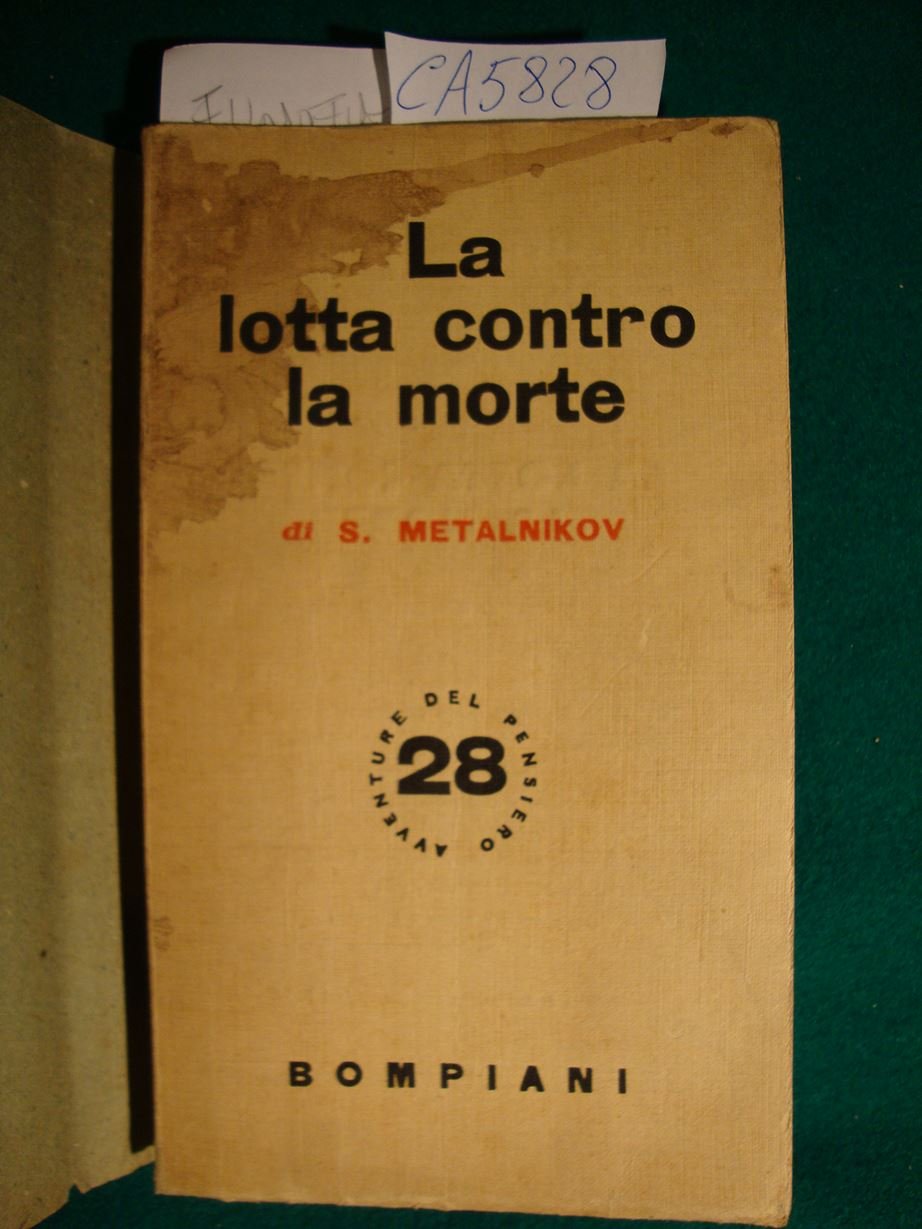 CA5828
La
lotta contro
la morte
di S. METALNIKOV
AVVENTURE DEL PENSIERO
28
BOMPIANI